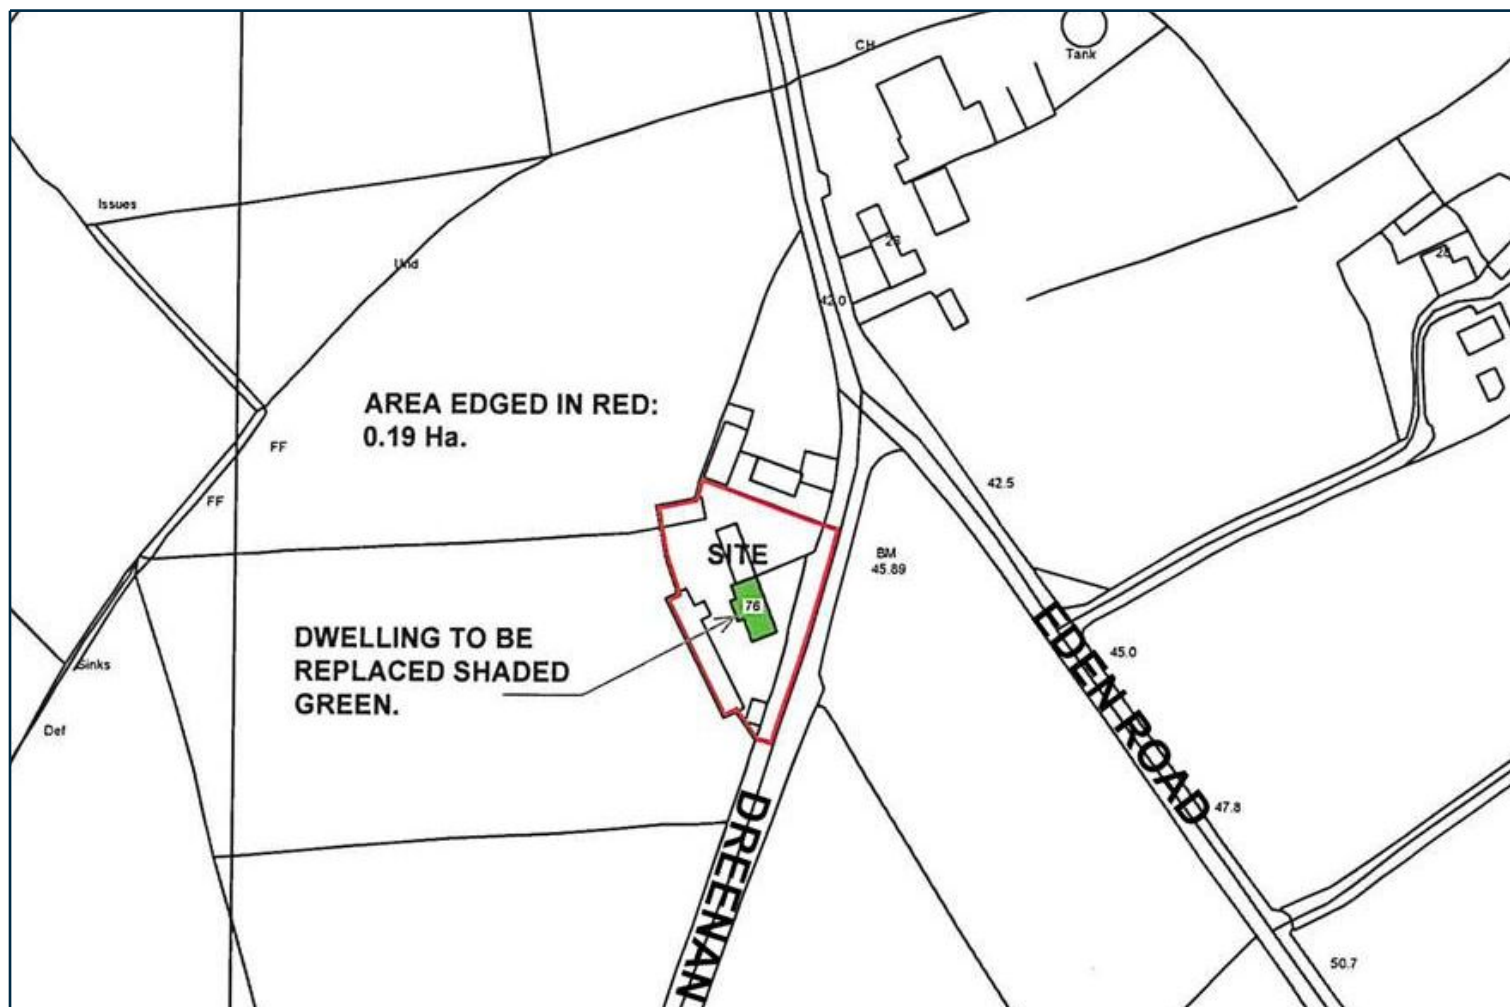 CH
Tank
Issues
Und
23
28
42.0
AREA EDGED IN RED:
0.19 Ha.
FF
FF
42.5
SITE
BM
45.89
76
DWELLING TO BE
REPLACED SHADED
GREEN.
Sinks
Def
EDEN ROAD
45.0
47.8
DREENAN
50.7